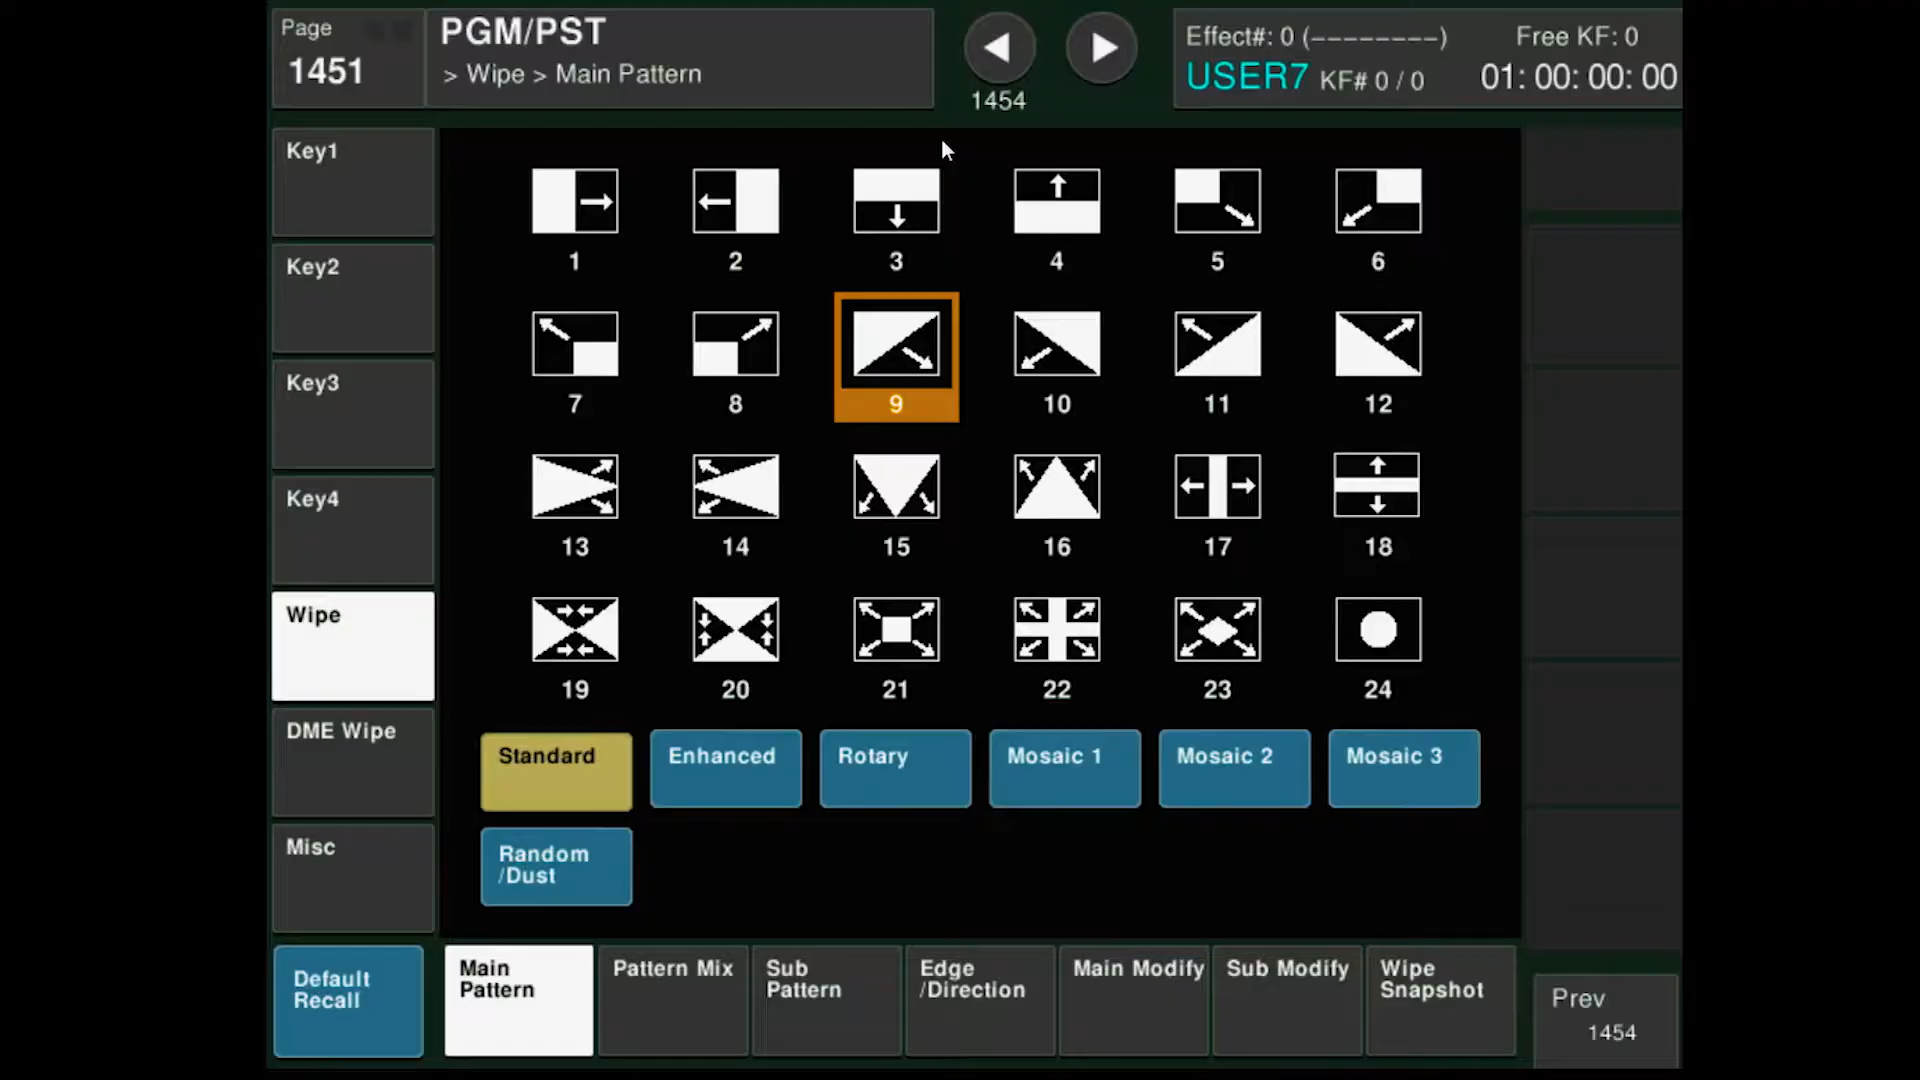 Page
1451
PGM/PST
> Wipe > Main Pattern
1454
Effect#: 0 (--------)
Free KF: 0
USER7 KF# 0 / 0
01: 00: 00: 00
Key1
Key2
Key3
Key4
Wipe
DME Wipe
Misc
1 2 3 4 5 6
7 8 9 10 11 12
13 14 15 16 17 18
19 20 21 22 23 24
Standard
Enhanced
Rotary
Mosaic 1
Mosaic 2
Mosaic 3
Random
/Dust
Default
Recall
Main
Pattern
Pattern Mix
Sub
Pattern
Edge
/Direction
Main Modify
Sub Modify
Wipe
Snapshot
Prev
1454